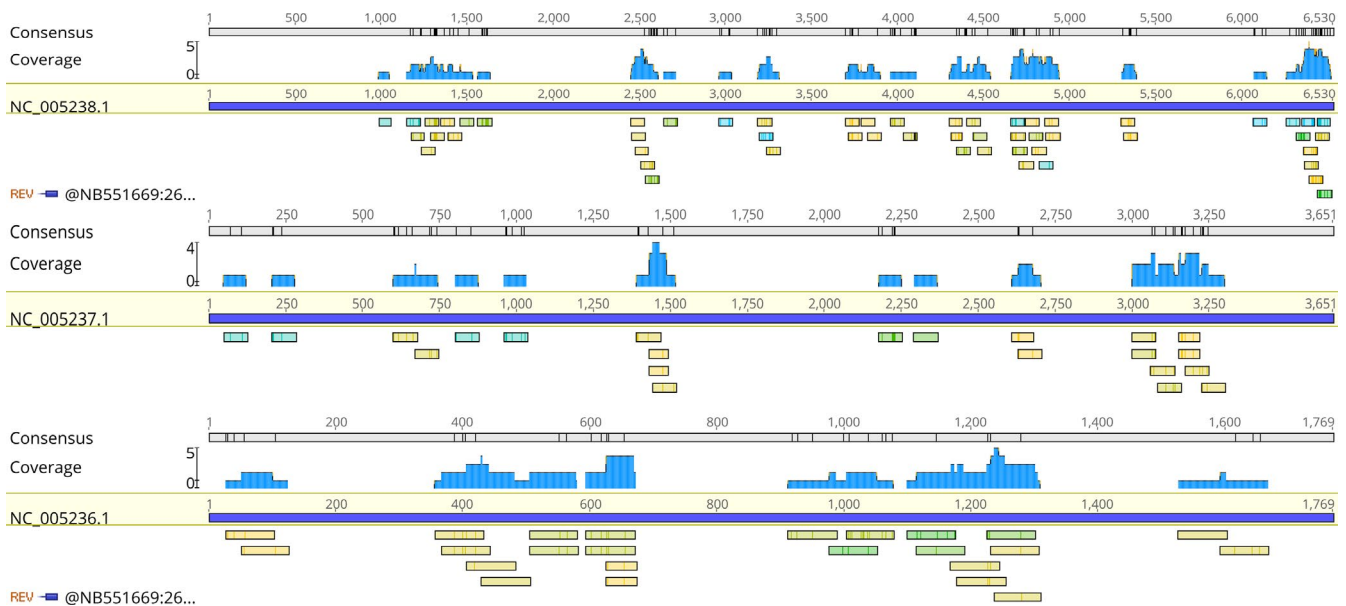 1 500 1,000 1,500 2,000 2,500 3,000 3,500 4,000 4,500 5,000 5,500 6,000 6,530
Consensus
5
Coverage
0
1 500 1,000 1,500 2,000 2,500 3,000 3,500 4,000 4,500 5,000 5,500 6,000 6,530
NC_005238.1
REV @NB551669:26...
1 250 500 750 1,000 1,250 1,500 1,750 2,000 2,250 2,500 2,750 3,000 3,250 3,651
Consensus
4
Coverage
0
1 250 500 750 1,000 1,250 1,500 1,750 2,000 2,250 2,500 2,750 3,000 3,250 3,651
NC_005237.1
1 200 400 600 800 1,000 1,200 1,400 1,600 1,769
Consensus
5
Coverage
0
1 200 400 600 800 1,000 1,200 1,400 1,600 1,769
NC_005236.1
REV @NB551669:26...